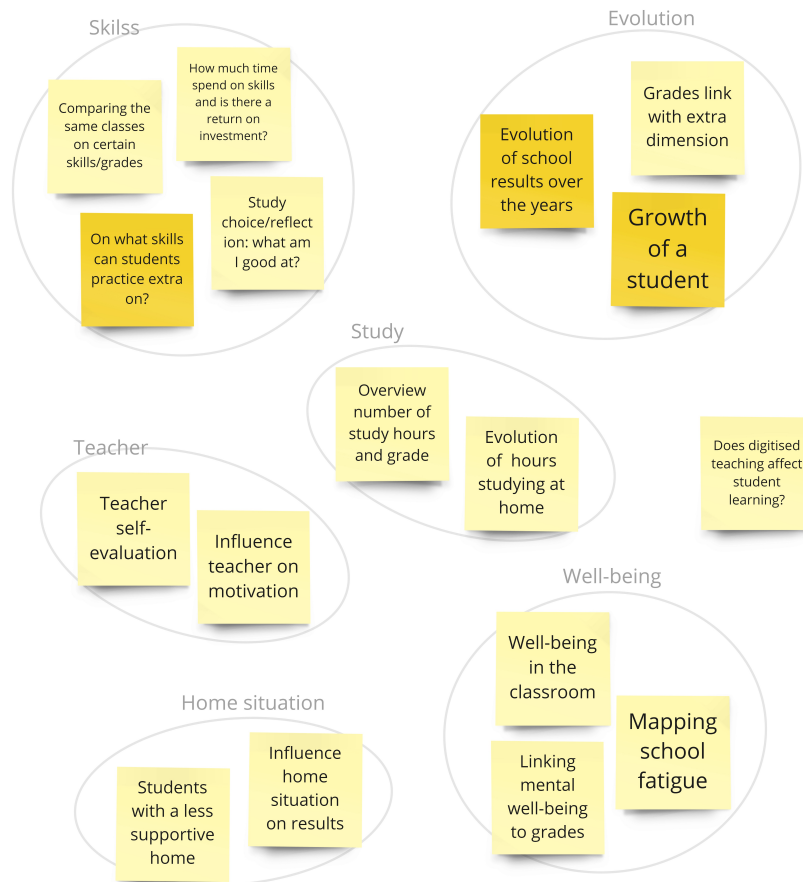 Skilss
Comparing the
same classes
on certain
skills/grades
How much time
spend on skills
and is there a
return on
investment?
On what skills
can students
practice extra
on?
Study
choice/reflect
ion: what am
I good at?
Evolution
Evolution
of school
results over
the years
Grades link
with extra
dimension
Growth
of a
student
Study
Overview
number of
study hours
and grade
Evolution
of hours
studying at
home
Does digitised
teaching affect
student
learning?
Teacher
Teacher
self-
evaluation
Influence
teacher on
motivation
Well-being
Well-being
in the
classroom
Mapping
school
fatigue
Linking
mental
well-being
to grades
Home situation
Students
with a less
supportive
home
Influence
home
situation
on results